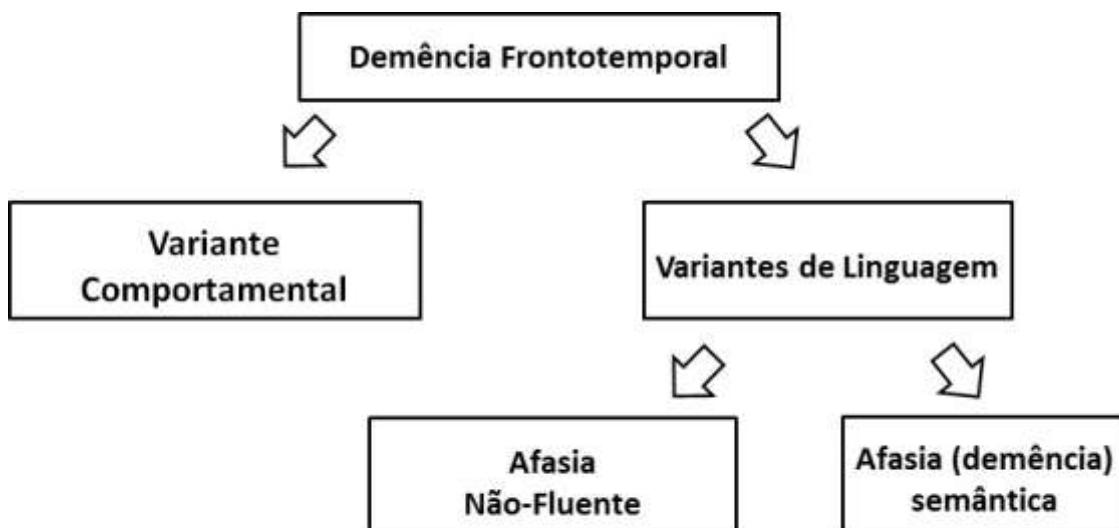 Demência Frontotemporal
Variante
Comportamental
Variantes de Linguagem
Afasia
Não-Fluente
Afasia (demência)
semântica